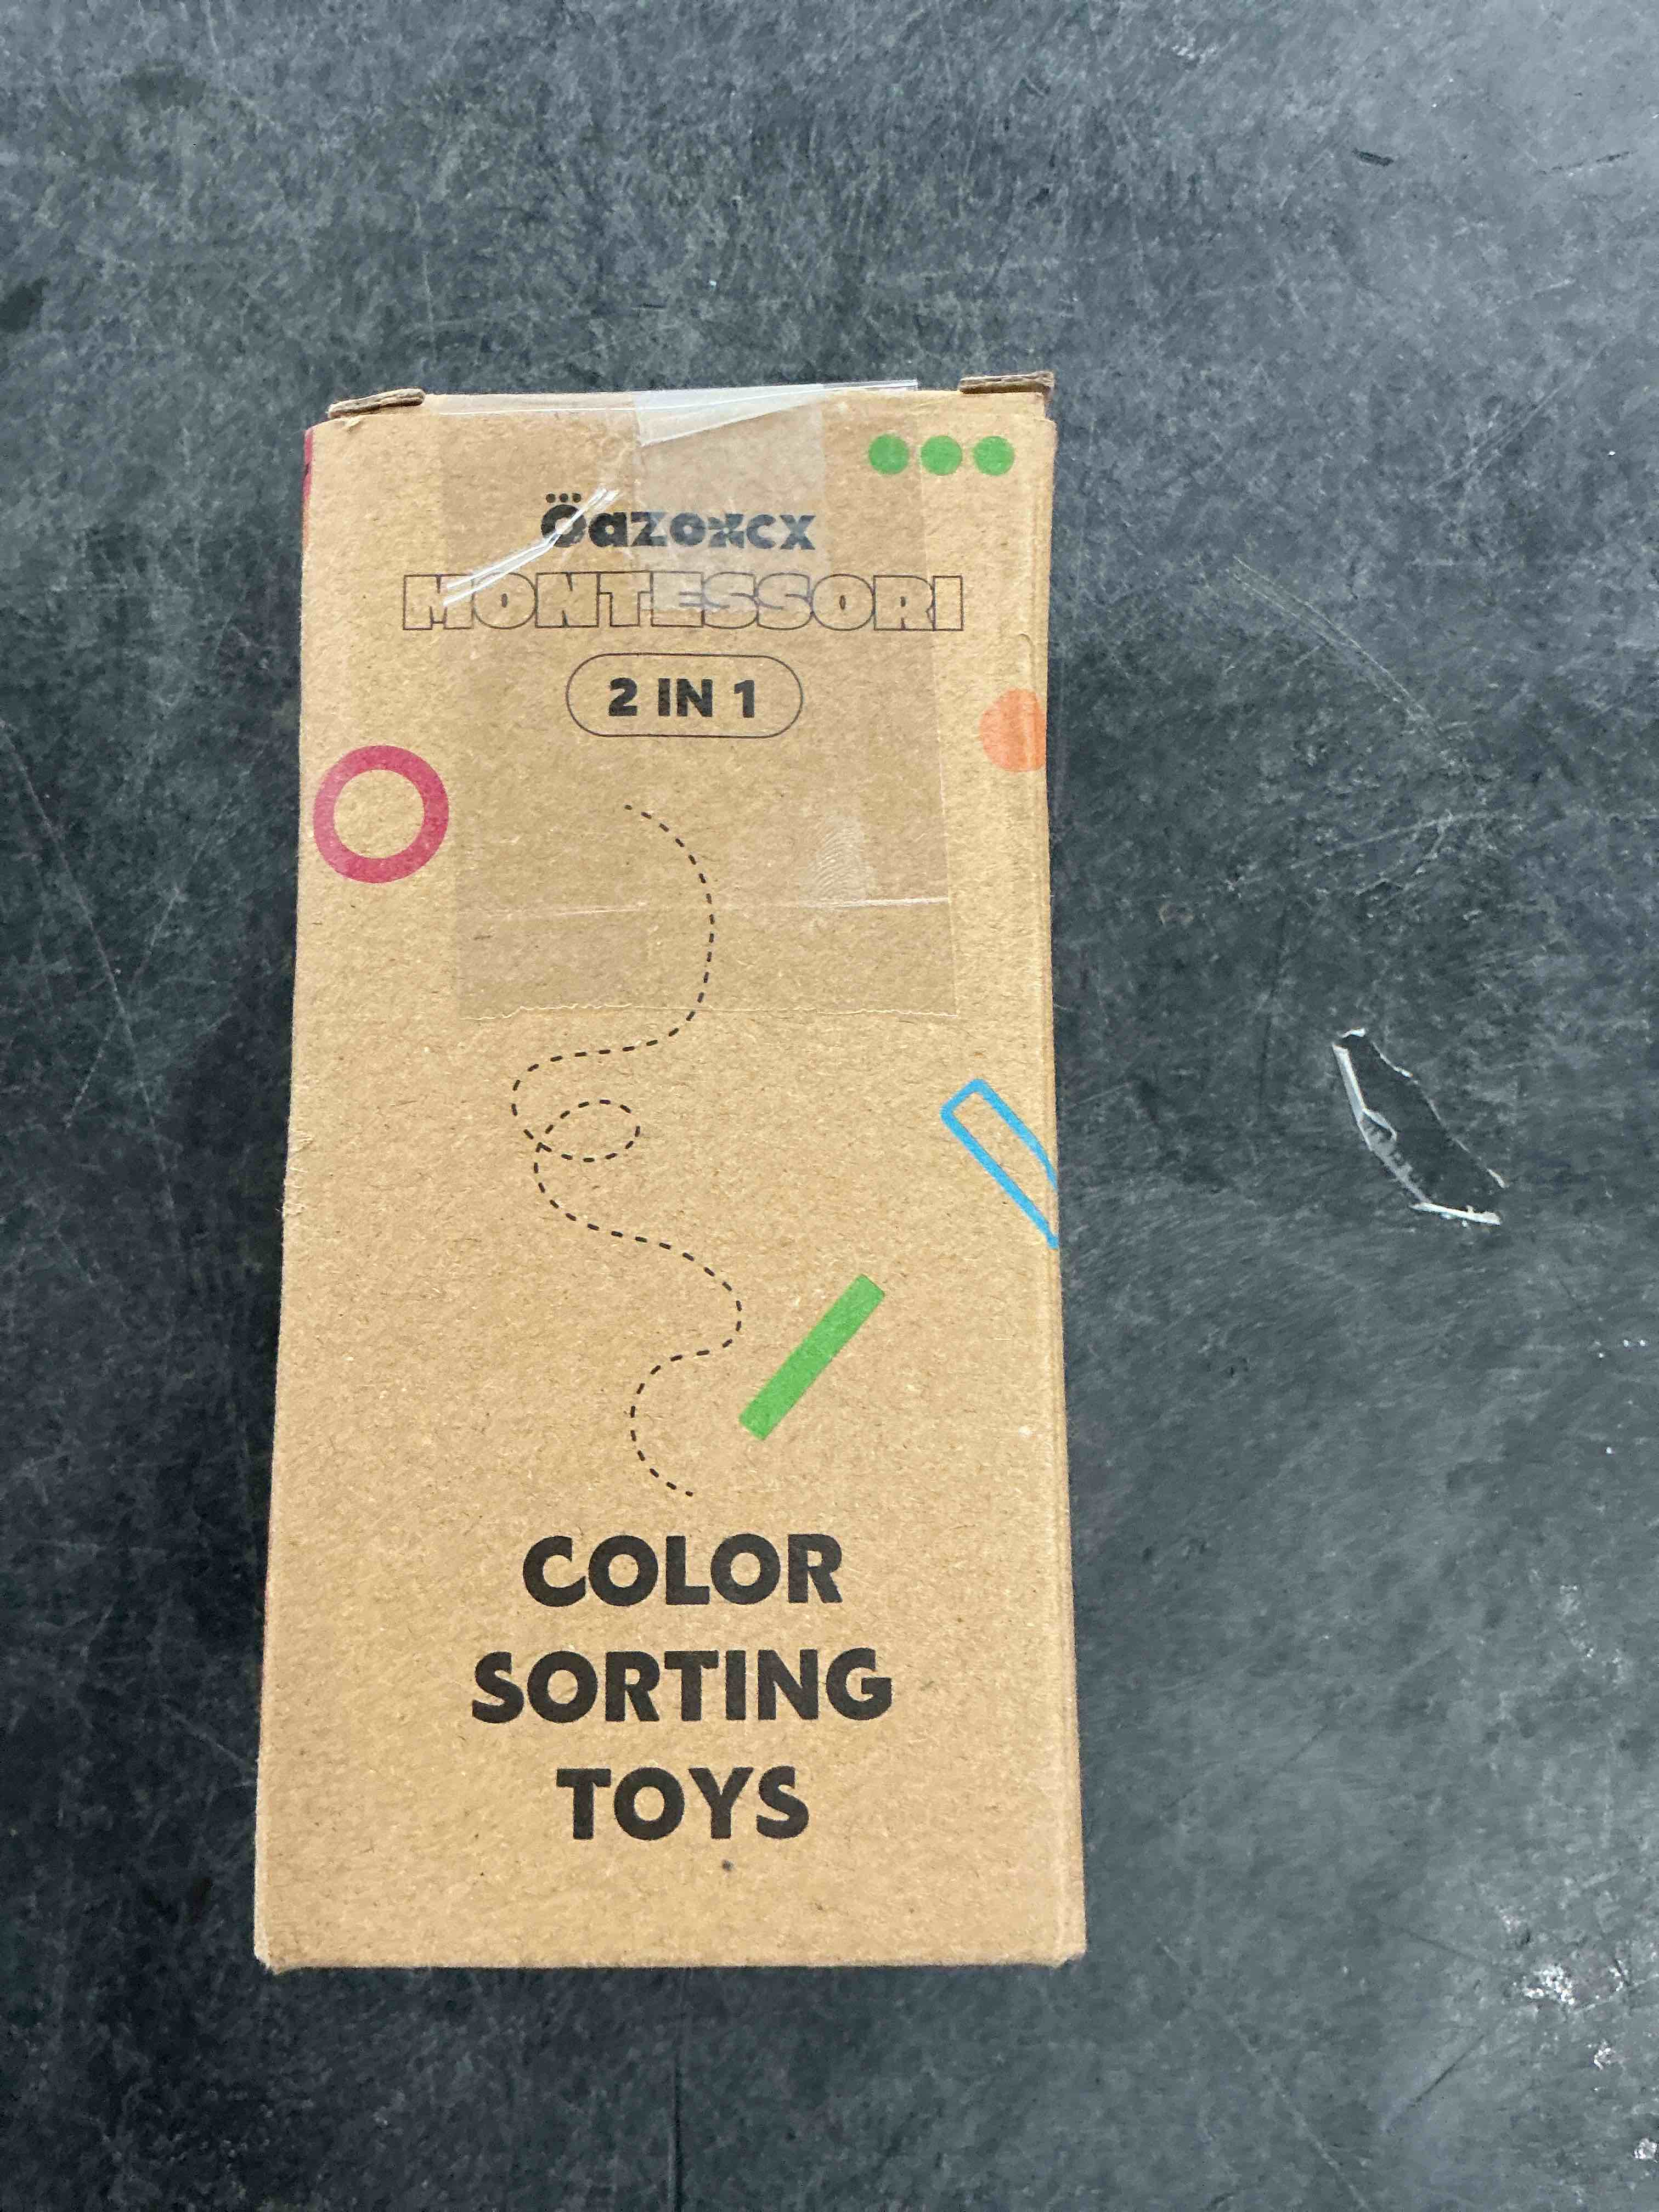 Öazoxcx
MONTESSORI
2 IN 1
COLOR
SORTING
TOYS